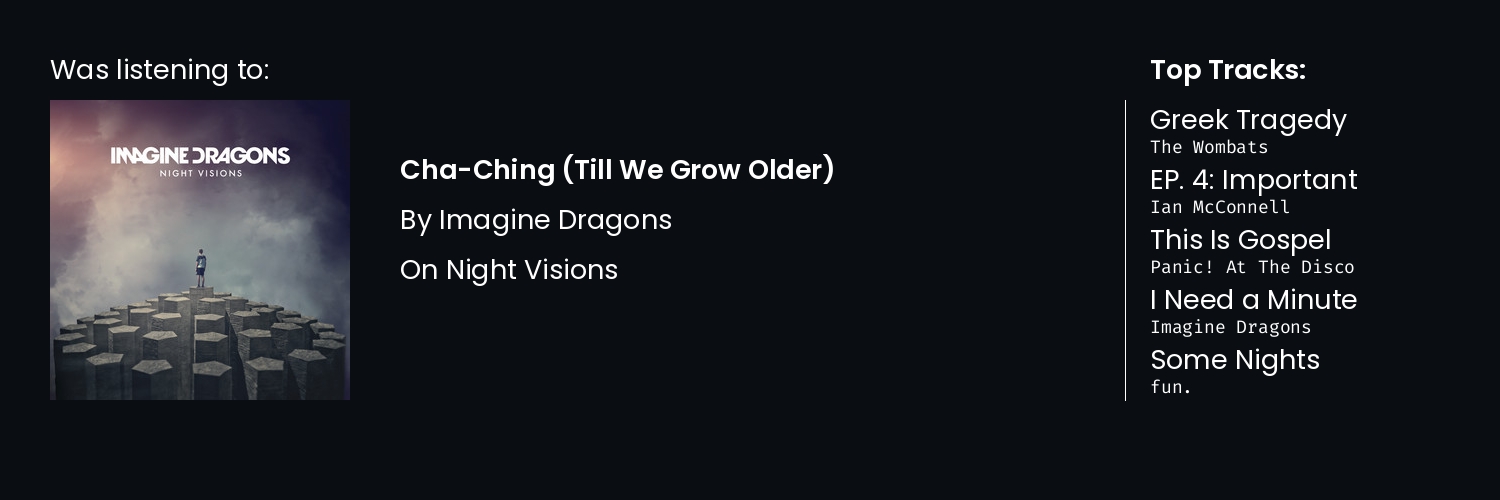 Was listening to:
IMAGINE DRAGONS
NIGHT VISIONS
Cha-Ching (Till We Grow Older)
By Imagine Dragons
On Night Visions
Top Tracks:
Greek Tragedy
The Wombats
EP. 4: Important
Ian McConnell
This Is Gospel
Panic! At The Disco
I Need a Minute
Imagine Dragons
Some Nights
fun.